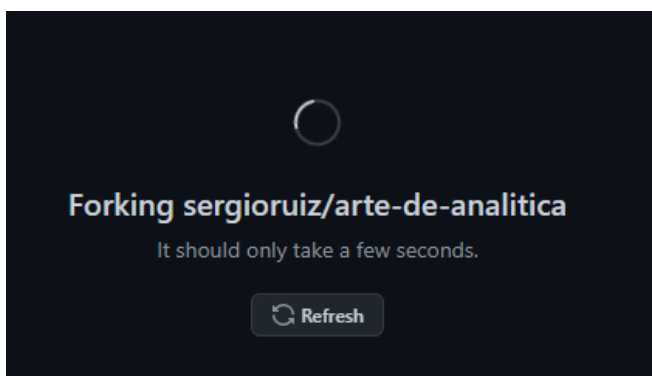 Forking sergioruiz/arte-de-analitica
It should only take a few seconds.
Refresh